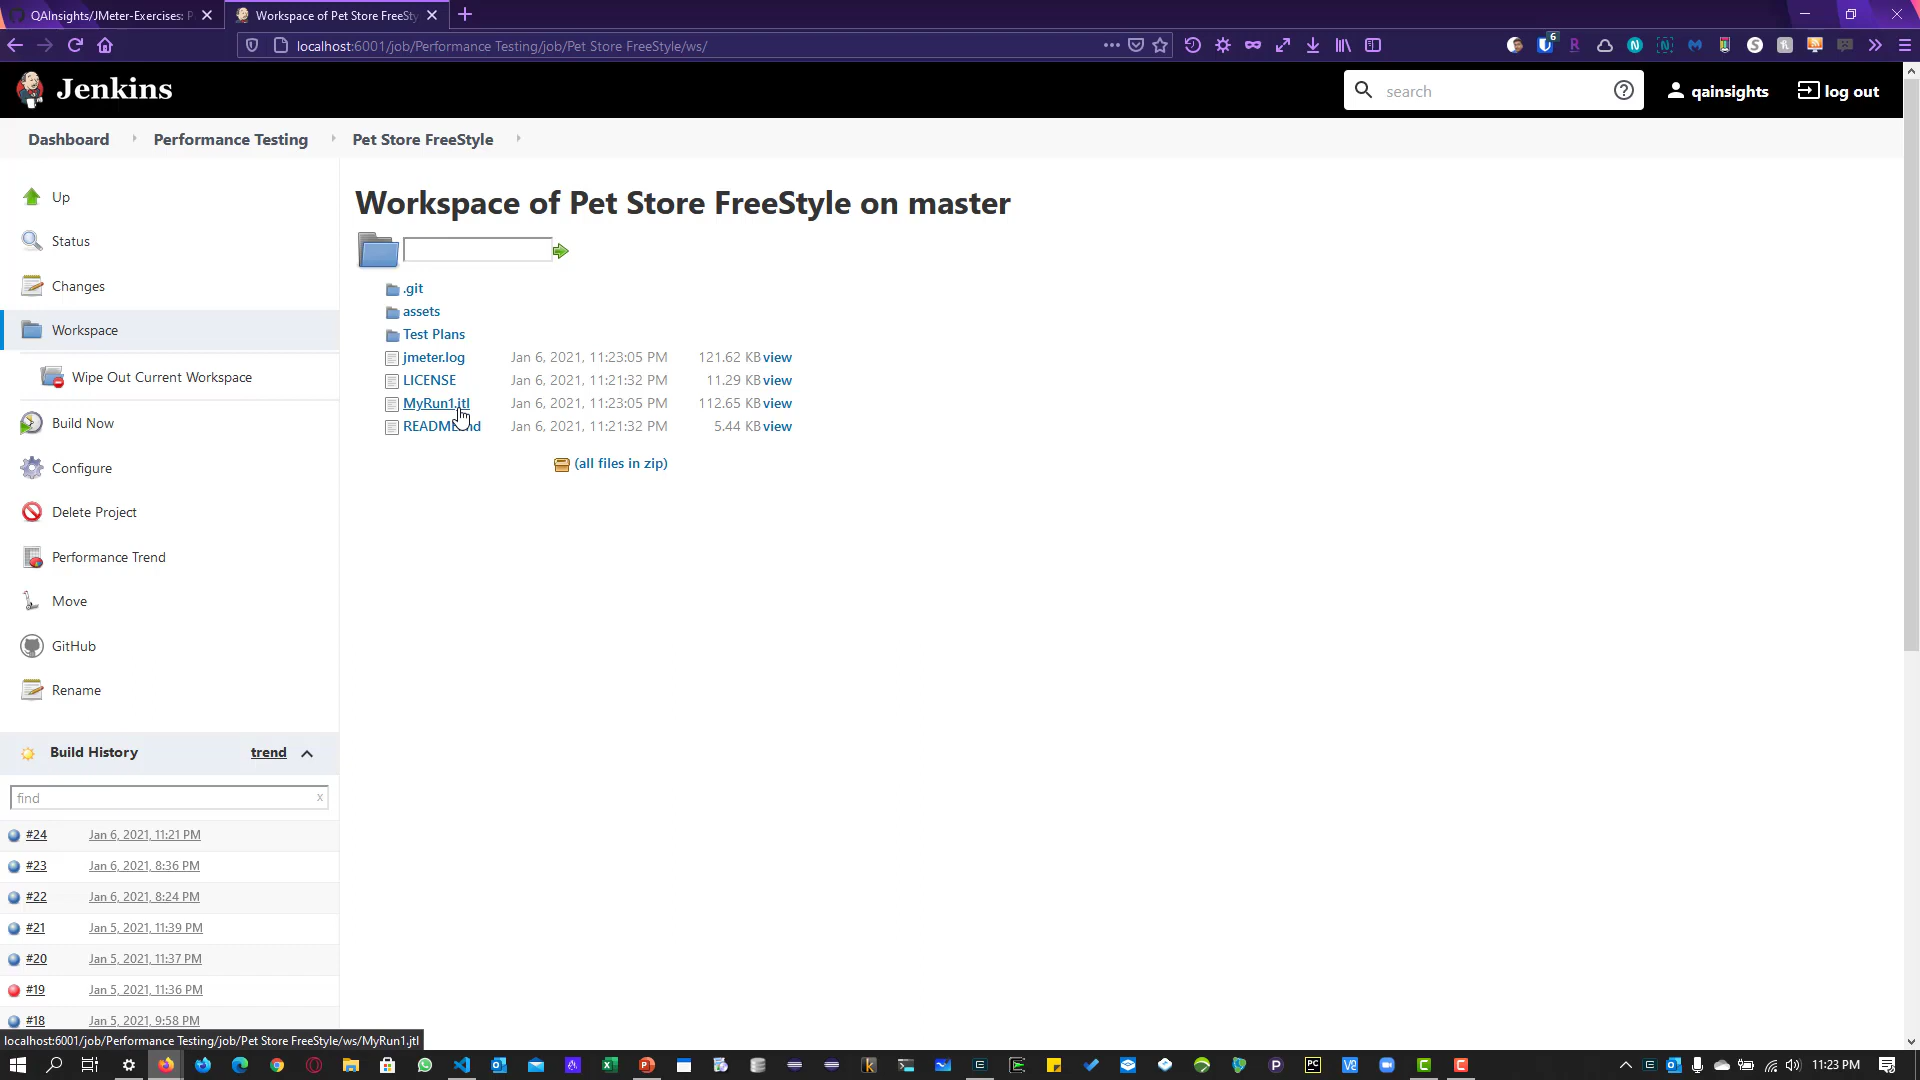 QAInsights/JMeter-Exercises: P
Workspace of Pet Store FreeSty
localhost:6001/job/Performance Testing/job/Pet Store FreeStyle/ws/
6
Jenkins
search
qainsights
log out
Dashboard
Performance Testing
Pet Store FreeStyle
Up
Status
Changes
Workspace
Wipe Out Current Workspace
Build Now
Configure
Delete Project
Performance Trend
Move
GitHub
Rename
Build History
trend
find
x
#24 Jan 6, 2021, 11:21 PM
#23 Jan 6, 2021, 8:36 PM
#22 Jan 6, 2021, 8:24 PM
#21 Jan 5, 2021, 11:39 PM
#20 Jan 5, 2021, 11:37 PM
#19 Jan 5, 2021, 11:36 PM
#18 Jan 5, 2021, 9:58 PM
Workspace of Pet Store FreeStyle on master
.git
assets
Test Plans
jmeter.log Jan 6, 2021, 11:23:05 PM 121.62 KB view
LICENSE Jan 6, 2021, 11:21:32 PM 11.29 KB view
MyRun1.jtl Jan 6, 2021, 11:23:05 PM 112.65 KB view
README.md Jan 6, 2021, 11:21:32 PM 5.44 KB view
(all files in zip)
localhost:6001/job/Performance Testing/job/Pet Store FreeStyle/ws/MyRun1.jtl
11:23 PM